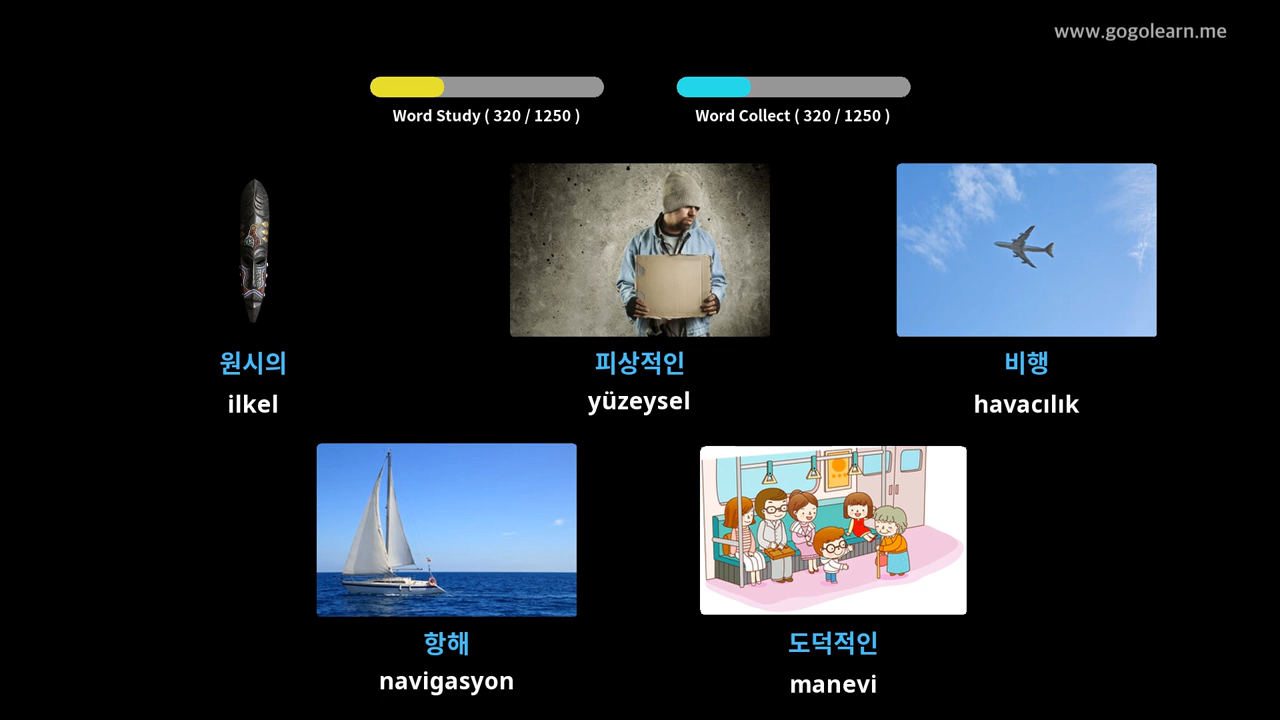 www.gogolearn.me
Word Study ( 320 / 1250 )
Word Collect ( 320 / 1250 )
원시의
ilkel
피상적인
yüzeysel
비행
havacılık
항해
navigasyon
도덕적인
manevi